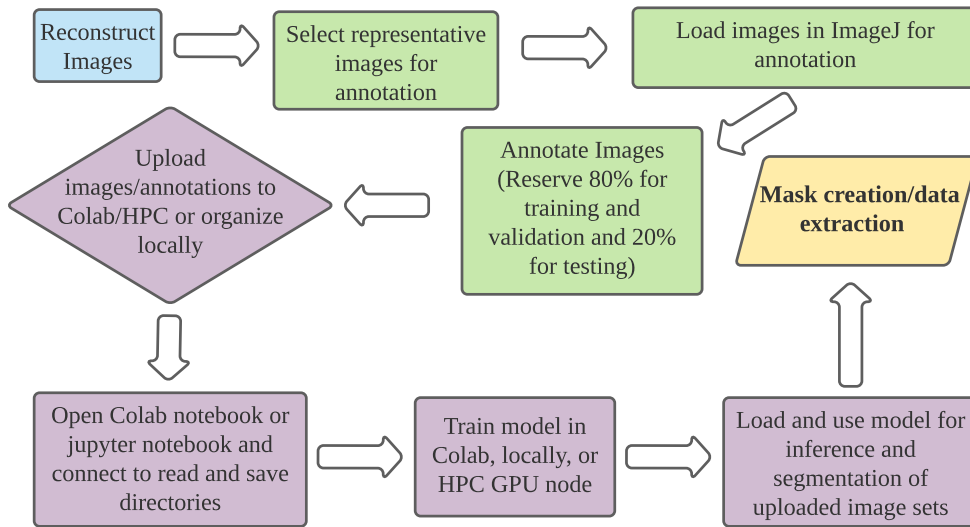 Reconstruct
Images
Select representative
images for
annotation
Load images in ImageJ for
annotation
Annotate Images
(Reserve 80% for
training and
validation and 20%
for testing)
Upload
images/annotations to
Colab/HPC or organize
locally
Open Colab notebook or
jupyter notebook and
connect to read and save
directories
Train model in
Colab, locally, or
HPC GPU node
Load and use model for
inference and
segmentation of
uploaded image sets
Mask creation/data
extraction